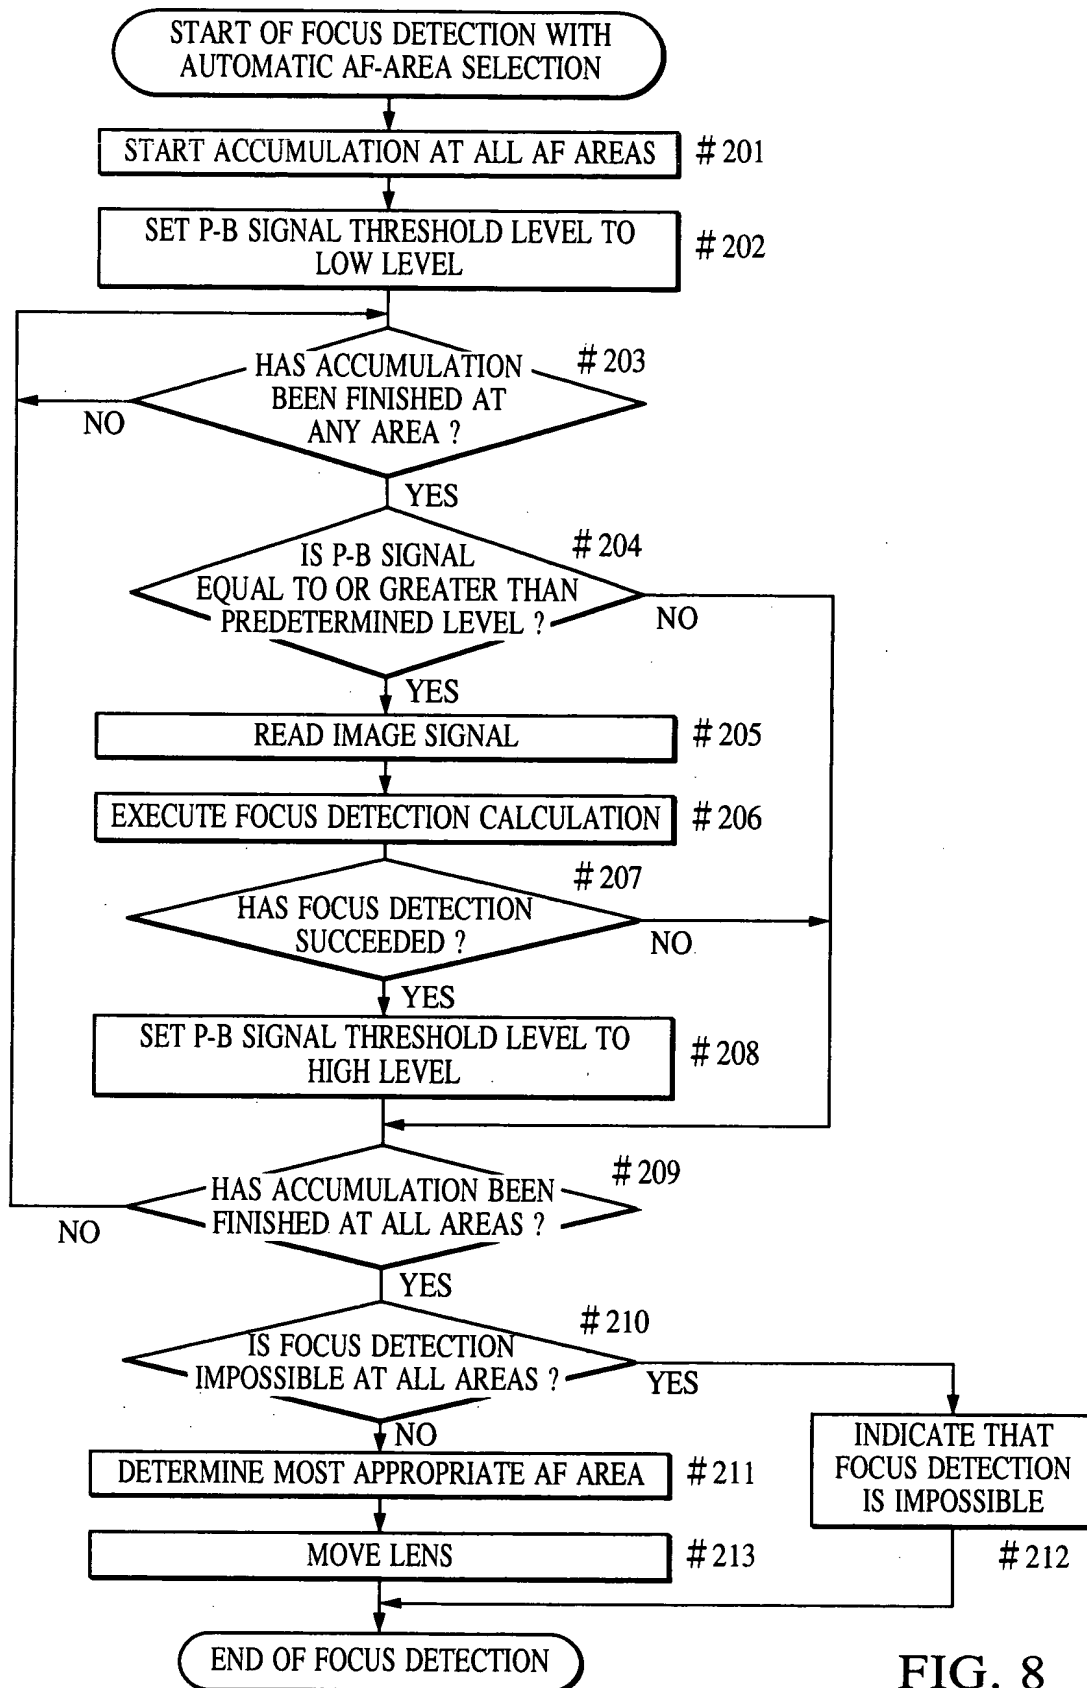 START OF FOCUS DETECTION WITH
AUTOMATIC AF-AREA SELECTION
START ACCUMULATION AT ALL AF AREAS
#201
SET P-B SIGNAL THRESHOLD LEVEL TO
LOW LEVEL
#202
HAS ACCUMULATION
BEEN FINISHED AT
ANY AREA ?
#203
NO
YES
IS P-B SIGNAL
EQUAL TO OR GREATER THAN
PREDETERMINED LEVEL ?
#204
NO
YES
READ IMAGE SIGNAL
#205
EXECUTE FOCUS DETECTION CALCULATION
#206
HAS FOCUS DETECTION
SUCCEEDED ?
#207
NO
YES
SET P-B SIGNAL THRESHOLD LEVEL TO
HIGH LEVEL
#208
HAS ACCUMULATION BEEN
FINISHED AT ALL AREAS ?
#209
NO
YES
IS FOCUS DETECTION
IMPOSSIBLE AT ALL AREAS ?
#210
YES
NO
INDICATE THAT
FOCUS DETECTION
IS IMPOSSIBLE
#212
DETERMINE MOST APPROPRIATE AF AREA
#211
MOVE LENS
#213
END OF FOCUS DETECTION
FIG. 8